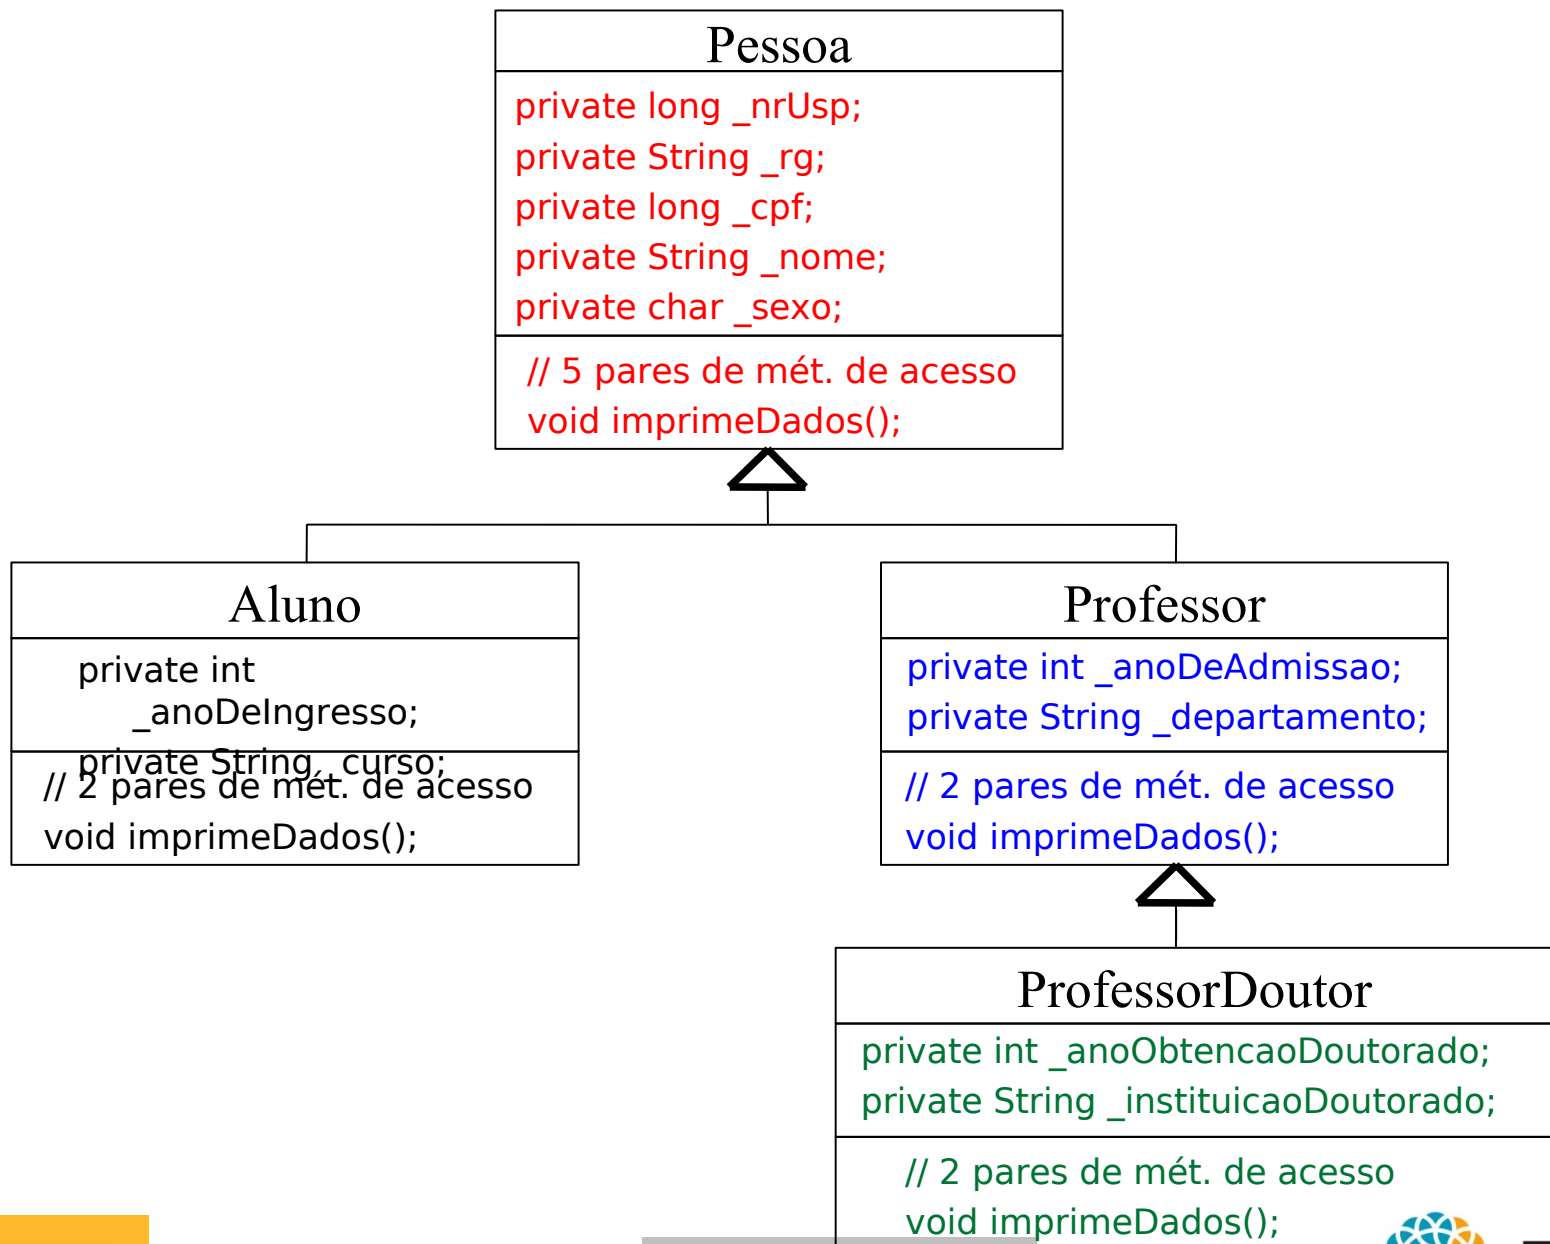 Pessoa
private long _nrUsp;
private String _rg;
private long _cpf;
private String _nome;
private char _sexo;
// 5 pares de mét. de acesso
void imprimeDados();
Aluno
private int
_anoDeIngresso;
private String _curso;
// 2 pares de mét. de acesso
void imprimeDados();
Professor
private int _anoDeAdmissao;
private String _departamento;
// 2 pares de mét. de acesso
void imprimeDados();
ProfessorDoutor
private int _anoObtencaoDoutorado;
private String _instituicaoDoutorado;
// 2 pares de mét. de acesso
void imprimeDados();